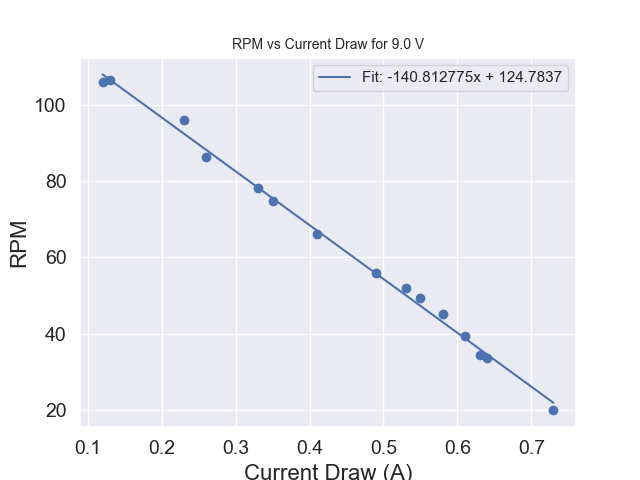 RPM vs Current Draw for 9.0 V
Fit: -140.812775x + 124.7837
100
80
60
40
20
RPM
0.1 0.2 0.3 0.4 0.5 0.6 0.7
Current Draw (A)